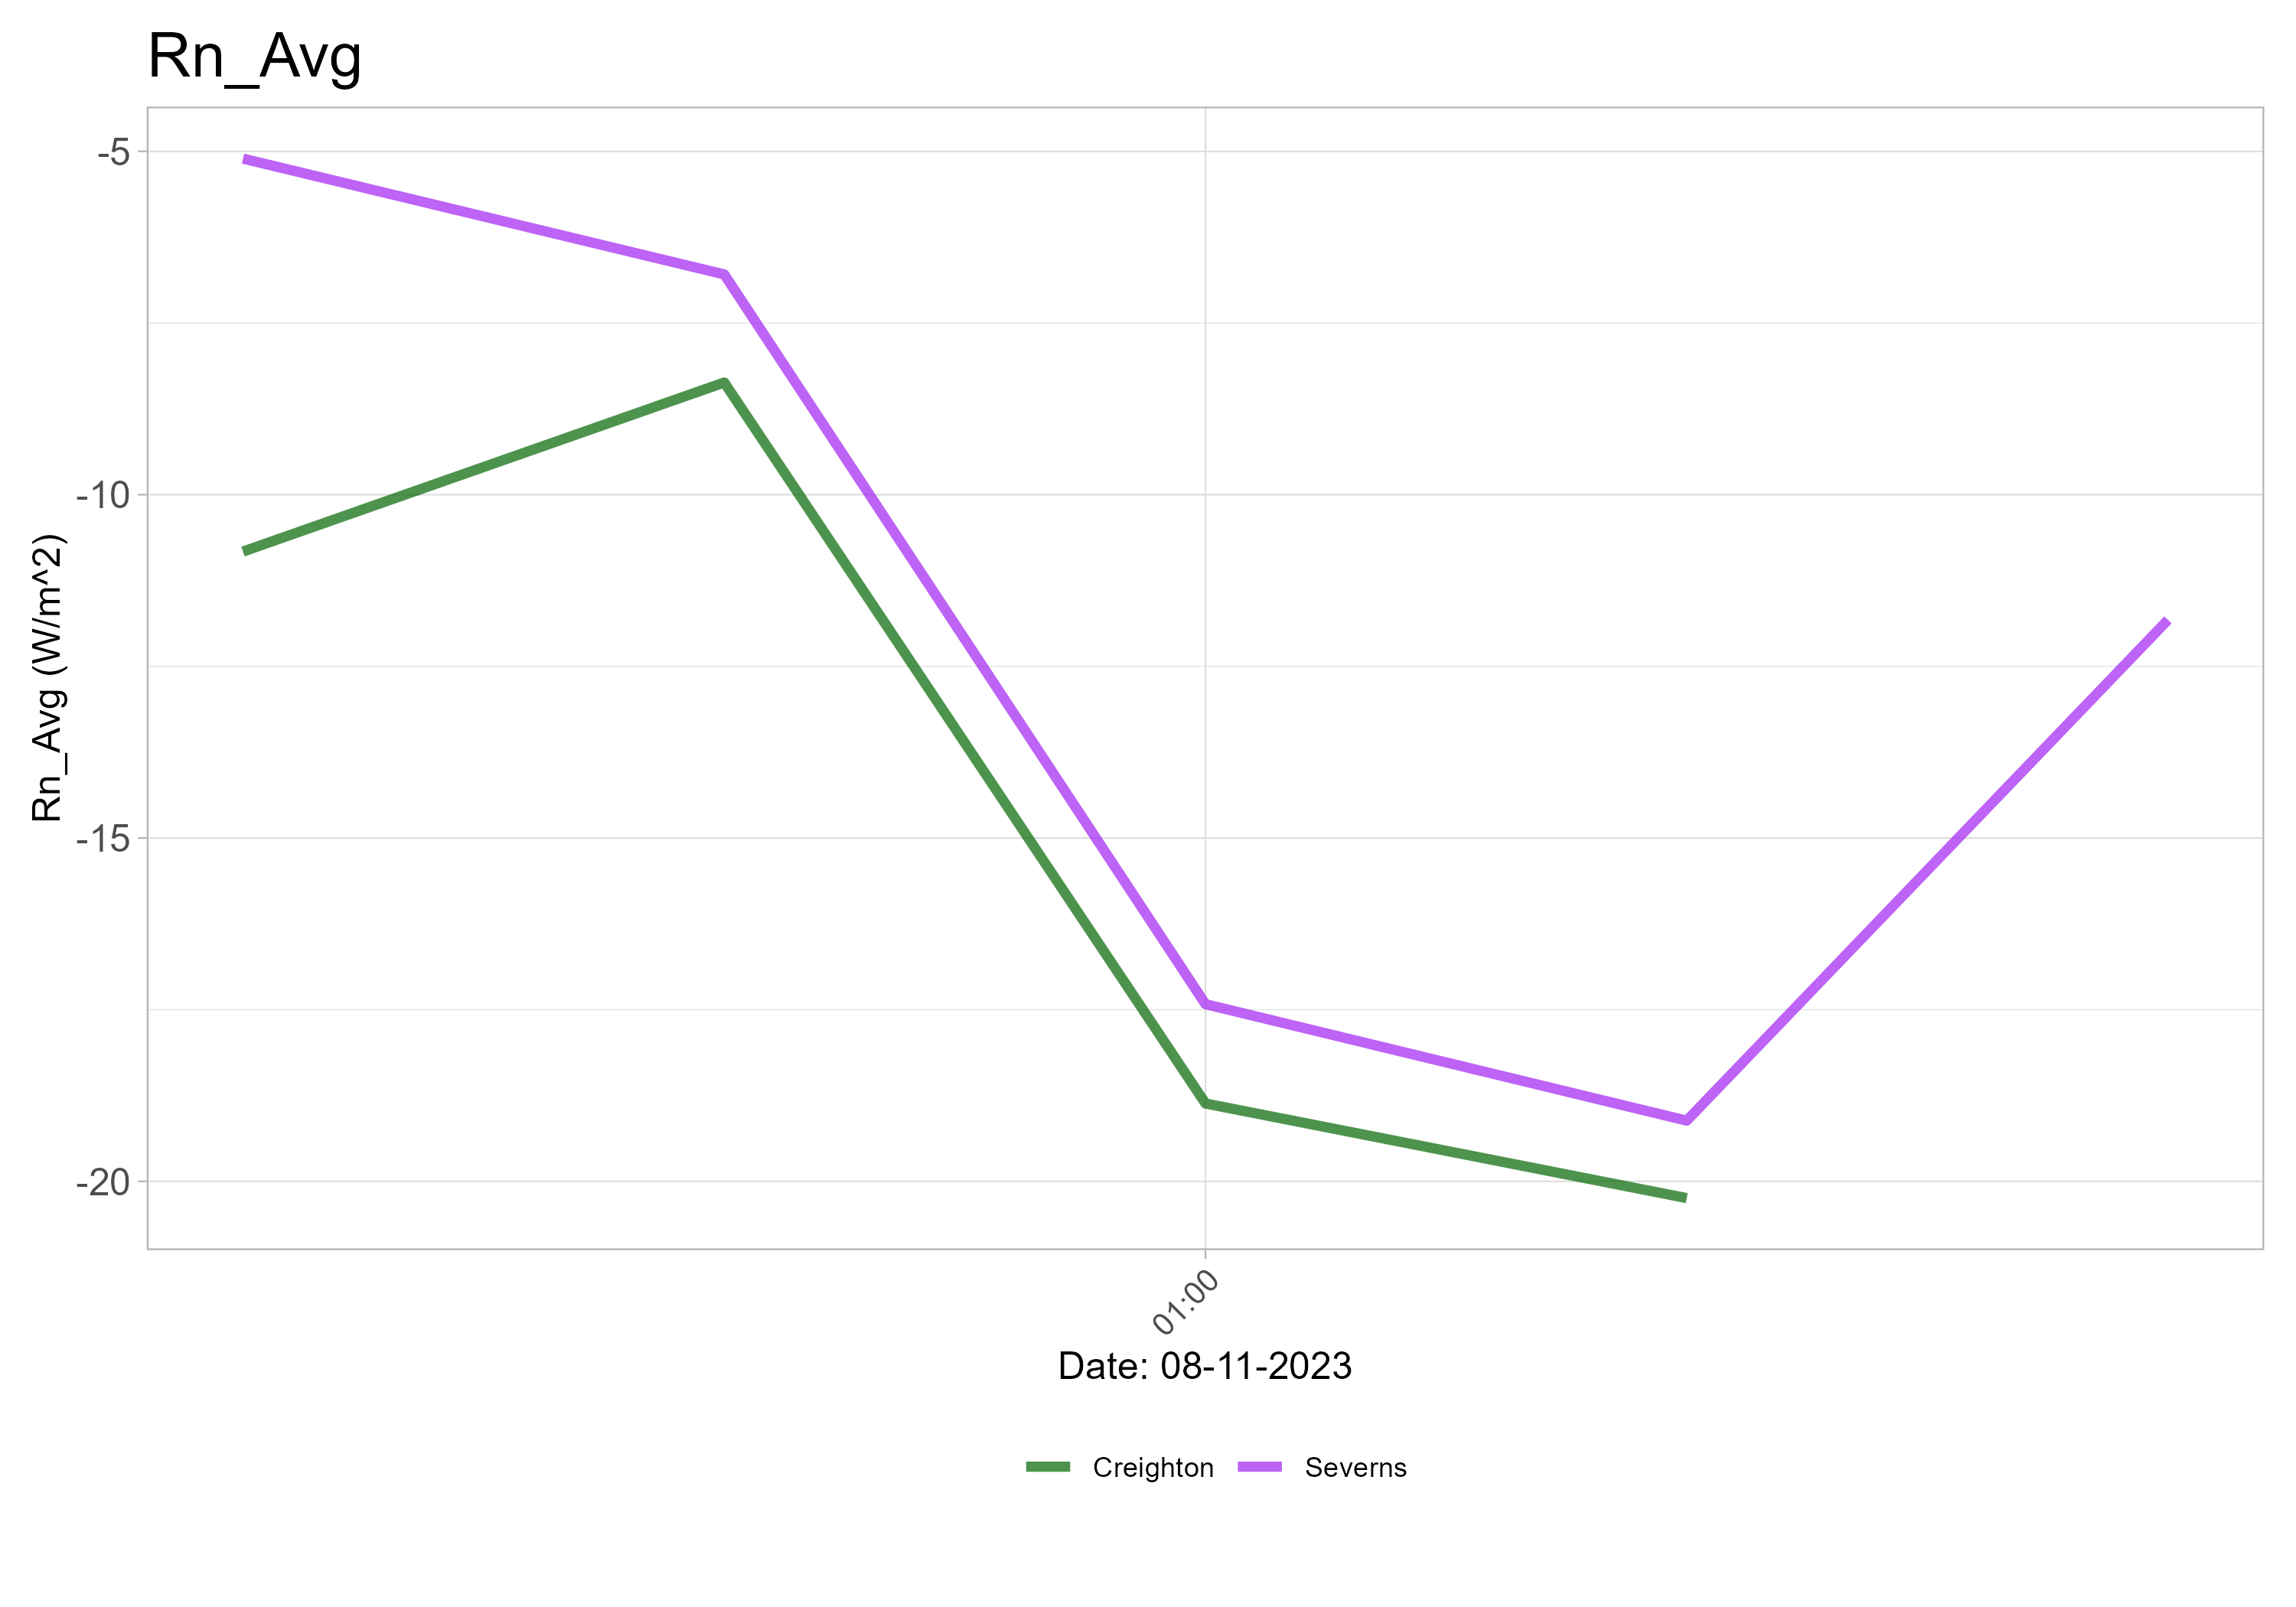 Rn_Avg
Rn_Avg (W/m^2)
-5
-10
-15
-20
01:00
Date: 08-11-2023
Creighton Severns